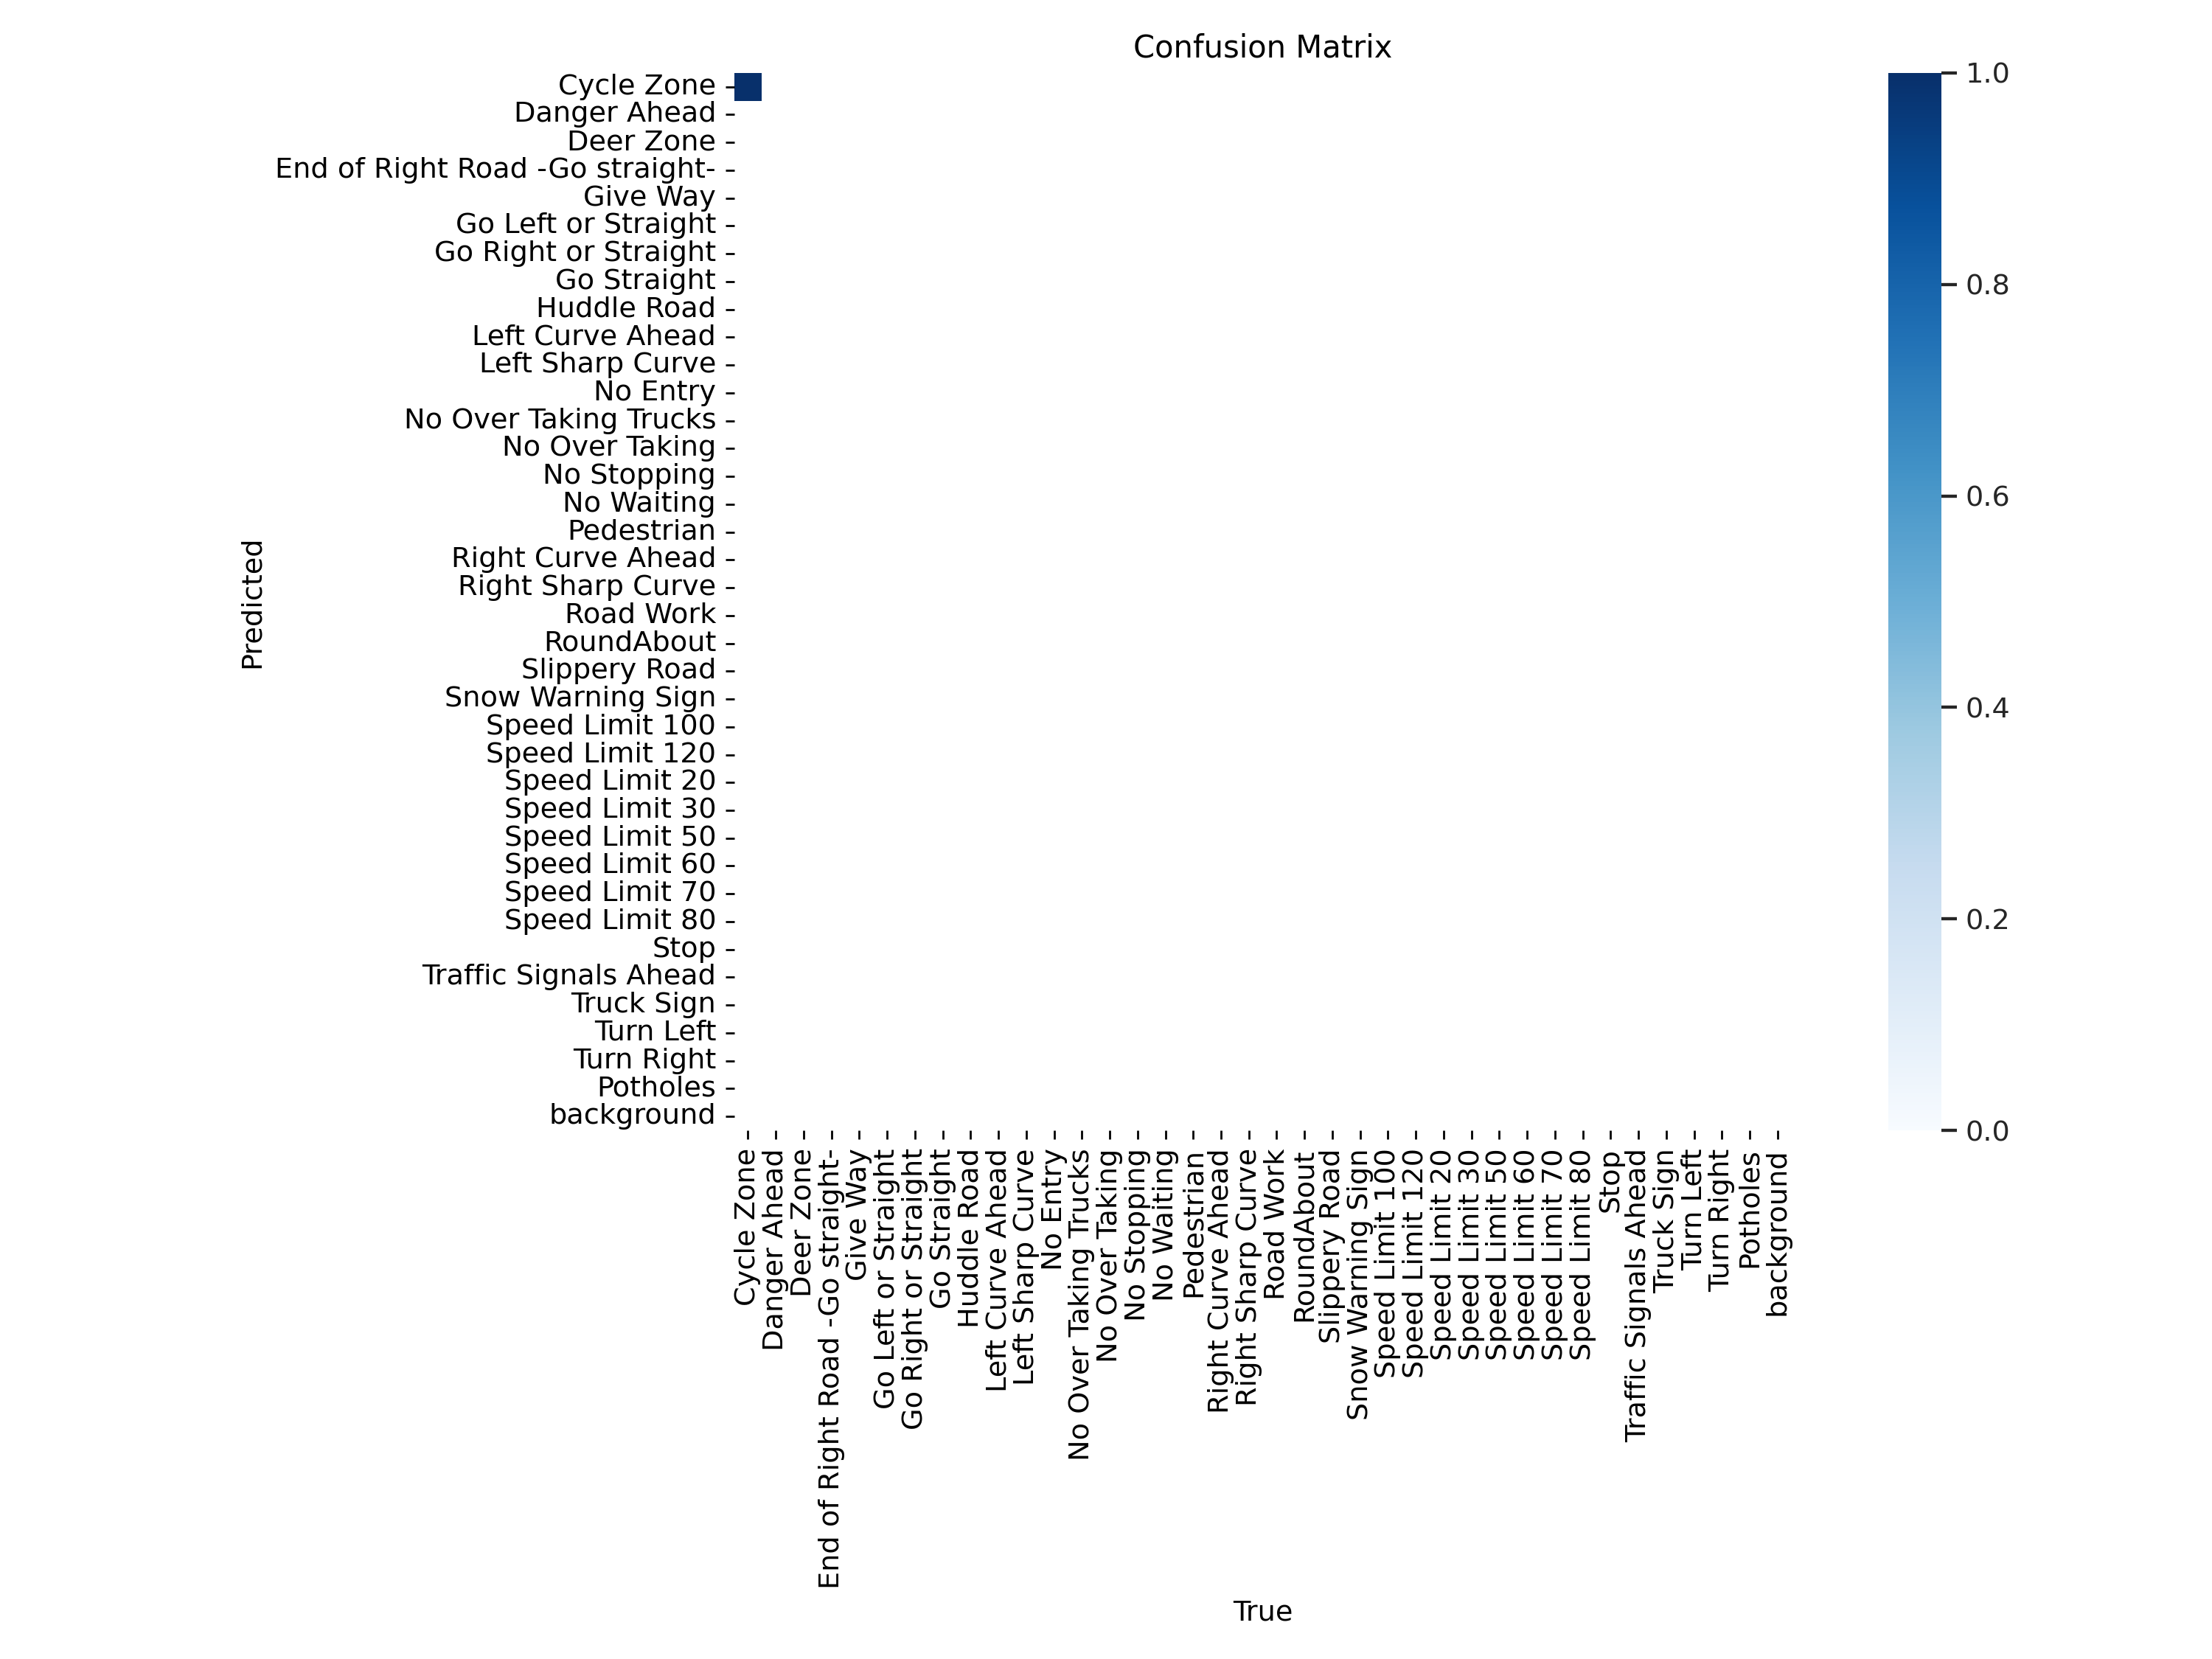 Confusion Matrix
Predicted
Cycle Zone
Danger Ahead
Deer Zone
End of Right Road -Go straight-
Give Way
Go Left or Straight
Go Right or Straight
Go Straight
Huddle Road
Left Curve Ahead
Left Sharp Curve
No Entry
No Over Taking Trucks
No Over Taking
No Stopping
No Waiting
Pedestrian
Right Curve Ahead
Right Sharp Curve
Road Work
RoundAbout
Slippery Road
Snow Warning Sign
Speed Limit 100
Speed Limit 120
Speed Limit 20
Speed Limit 30
Speed Limit 50
Speed Limit 60
Speed Limit 70
Speed Limit 80
Stop
Traffic Signals Ahead
Truck Sign
Turn Left
Turn Right
Potholes
background
Cycle Zone
Danger Ahead
Deer Zone
End of Right Road -Go straight-
Give Way
Go Left or Straight
Go Right or Straight
Go Straight
Huddle Road
Left Curve Ahead
Left Sharp Curve
No Entry
No Over Taking Trucks
No Over Taking
No Stopping
No Waiting
Pedestrian
Right Curve Ahead
Right Sharp Curve
Road Work
RoundAbout
Slippery Road
Snow Warning Sign
Speed Limit 100
Speed Limit 120
Speed Limit 20
Speed Limit 30
Speed Limit 50
Speed Limit 60
Speed Limit 70
Speed Limit 80
Stop
Traffic Signals Ahead
Truck Sign
Turn Left
Turn Right
Potholes
background
True
1.0
0.8
0.6
0.4
0.2
0.0